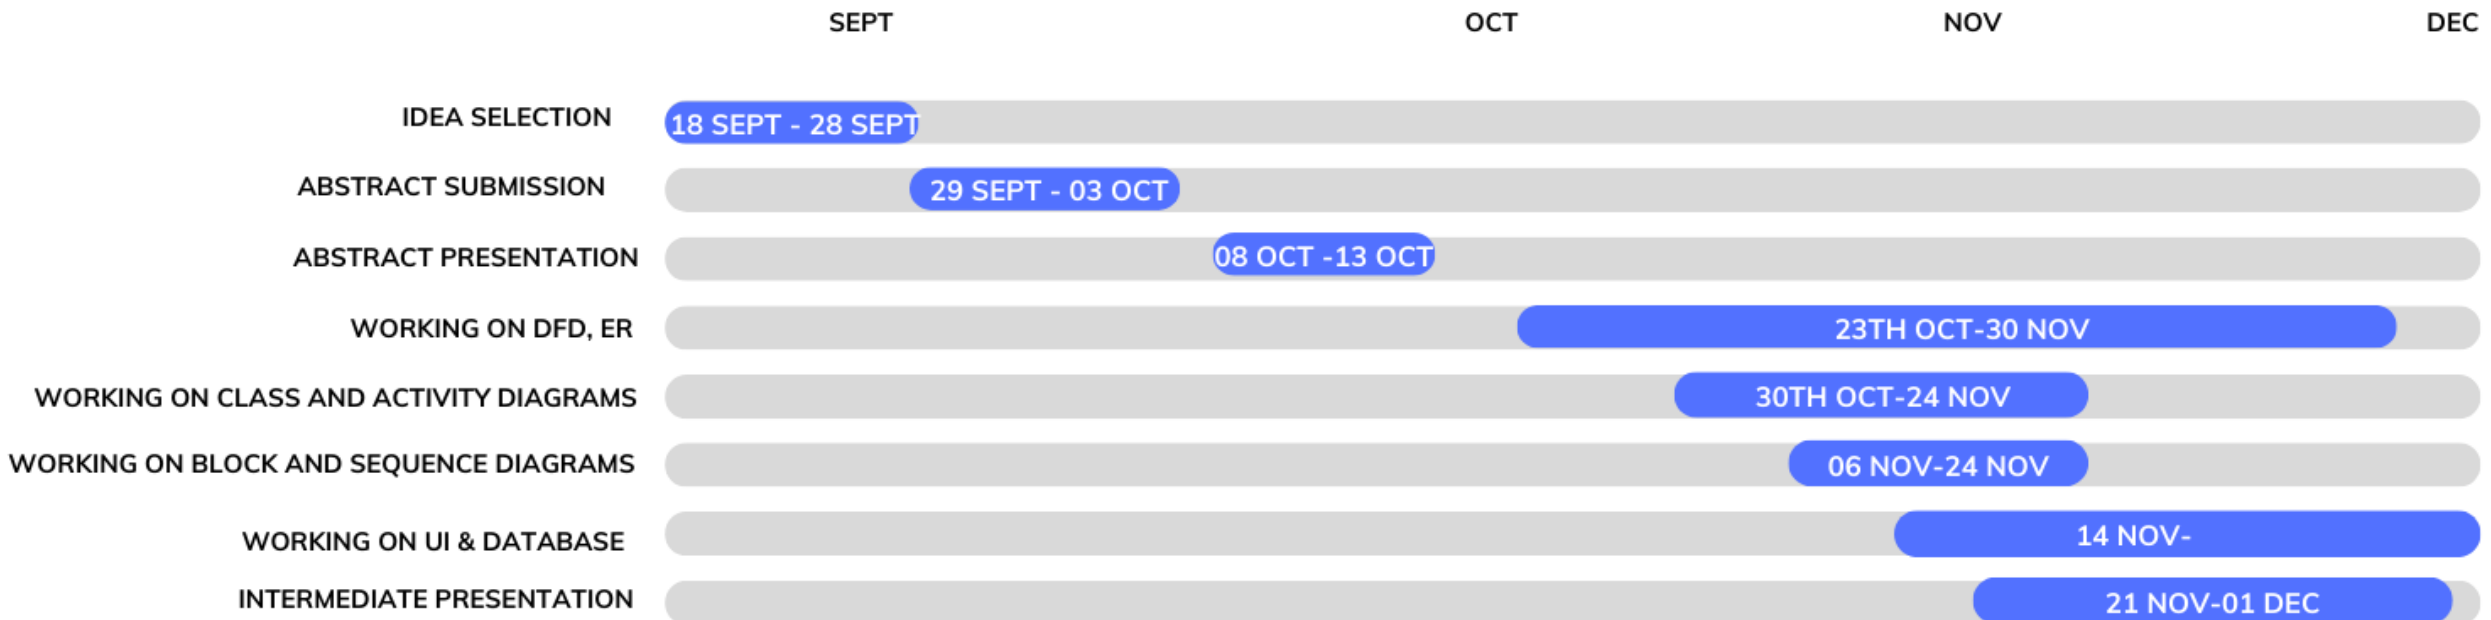 SEPT OCT NOV DEC
IDEA SELECTION 18 SEPT - 28 SEPT
ABSTRACT SUBMISSION 29 SEPT - 03 OCT
ABSTRACT PRESENTATION 08 OCT -13 OCT
WORKING ON DFD, ER 23TH OCT-30 NOV
WORKING ON CLASS AND ACTIVITY DIAGRAMS 30TH OCT-24 NOV
WORKING ON BLOCK AND SEQUENCE DIAGRAMS 06 NOV-24 NOV
WORKING ON UI & DATABASE 14 NOV-
INTERMEDIATE PRESENTATION 21 NOV-01 DEC